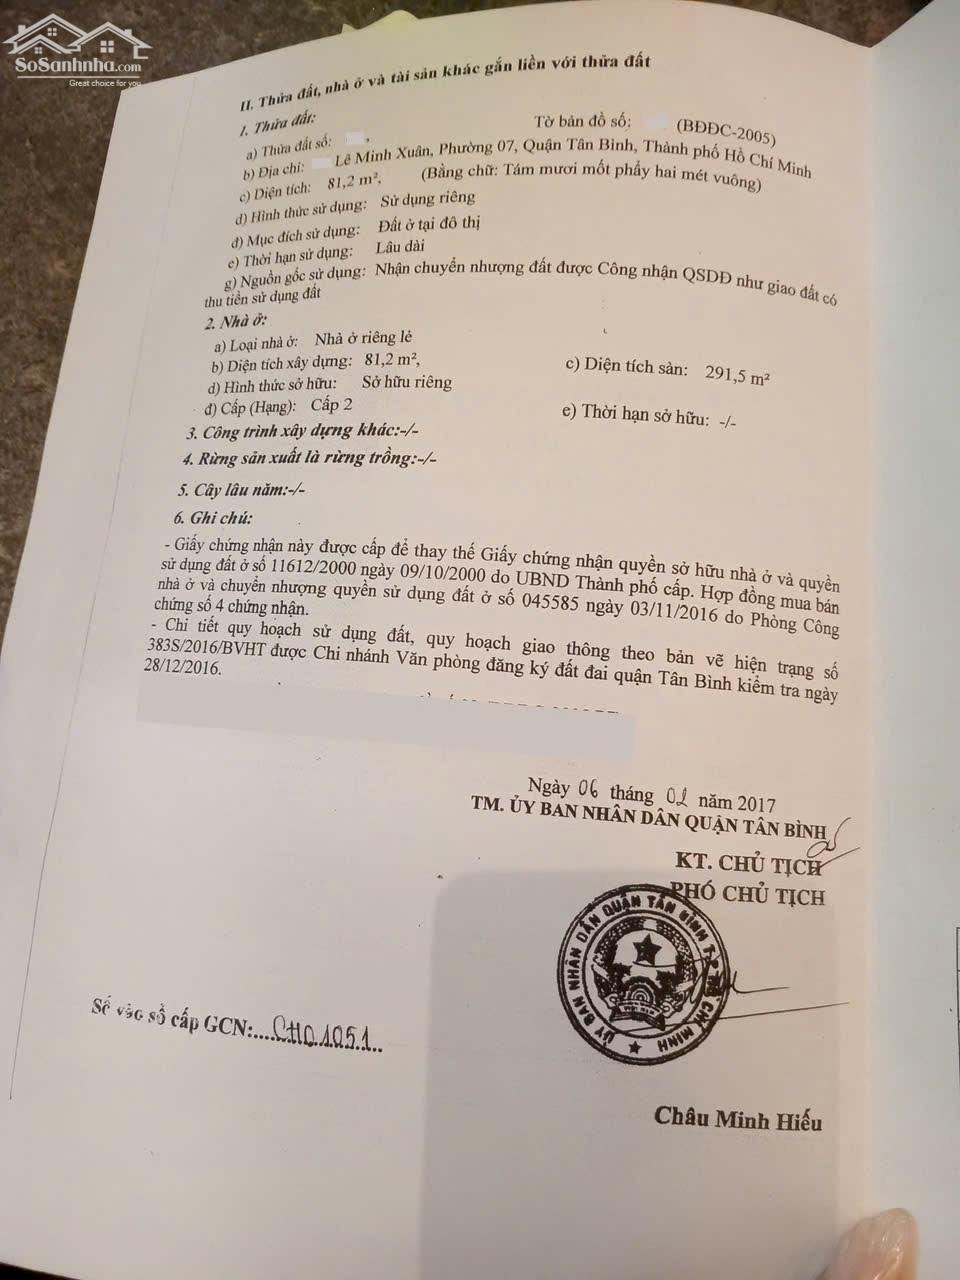 SoSanhnha.com
Great choice for you
II. Thửa đất, nhà ở và tài sản khác gắn liền với thửa đất
1. Thửa đất:
a) Thửa đất số: , Tờ bản đồ số: (BĐĐC-2005)
b) Địa chỉ: Lê Minh Xuân, Phường 07, Quận Tân Bình, Thành phố Hồ Chí Minh
c) Diện tích: 81,2 m², (Bằng chữ: Tám mươi mốt phẩy hai mét vuông)
d) Hình thức sử dụng: Sử dụng riêng
đ) Mục đích sử dụng: Đất ở tại đô thị
e) Thời hạn sử dụng: Lâu dài
g) Nguồn gốc sử dụng: Nhận chuyển nhượng đất được Công nhận QSDĐ như giao đất có
thu tiền sử dụng đất
2. Nhà ở:
a) Loại nhà ở: Nhà ở riêng lẻ
b) Diện tích xây dựng: 81,2 m², c) Diện tích sàn: 291,5 m²
d) Hình thức sở hữu: Sở hữu riêng
đ) Cấp (Hạng): Cấp 2 e) Thời hạn sở hữu: -/-
3. Công trình xây dựng khác:-/-
4. Rừng sản xuất là rừng trồng:-/-
5. Cây lâu năm:-/-
6. Ghi chú:
- Giấy chứng nhận này được cấp để thay thế Giấy chứng nhận quyền sở hữu nhà ở và quyền
sử dụng đất ở số 11612/2000 ngày 09/10/2000 do UBND Thành phố cấp. Hợp đồng mua bán
nhà ở và chuyển nhượng quyền sử dụng đất ở số 045585 ngày 03/11/2016 do Phòng Công
chứng số 4 chứng nhận.
- Chi tiết quy hoạch sử dụng đất, quy hoạch giao thông theo bản vẽ hiện trạng số
383S/2016/BVHT được Chi nhánh Văn phòng đăng ký đất đai quận Tân Bình kiểm tra ngày
28/12/2016.
Ngày 06 tháng 02 năm 2017
TM. ỦY BAN NHÂN DÂN QUẬN TÂN BÌNH
KT. CHỦ TỊCH
PHÓ CHỦ TỊCH
ỦY BAN NHÂN DÂN QUẬN TÂN BÌNH T.P HỒ CHÍ MINH
Số vào sổ cấp GCN:....CH01051..
Châu Minh Hiếu